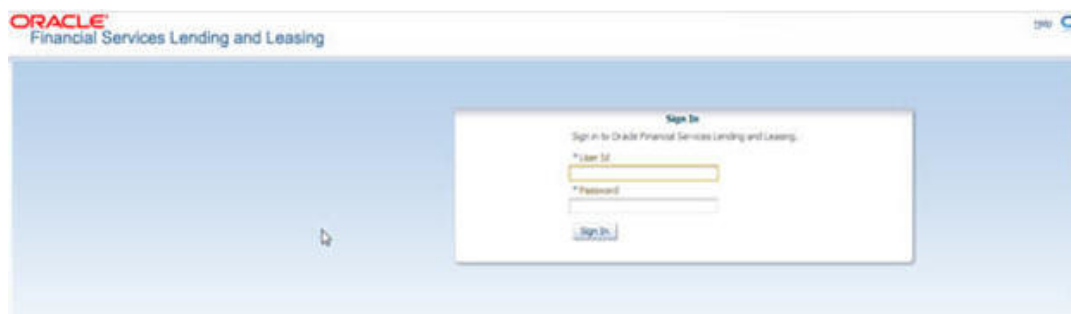 ORACLE
Financial Services Lending and Leasing
Help
Sign In
Sign in to Oracle Financial Services Lending and Leasing.
* User Id
* Password
Sign In